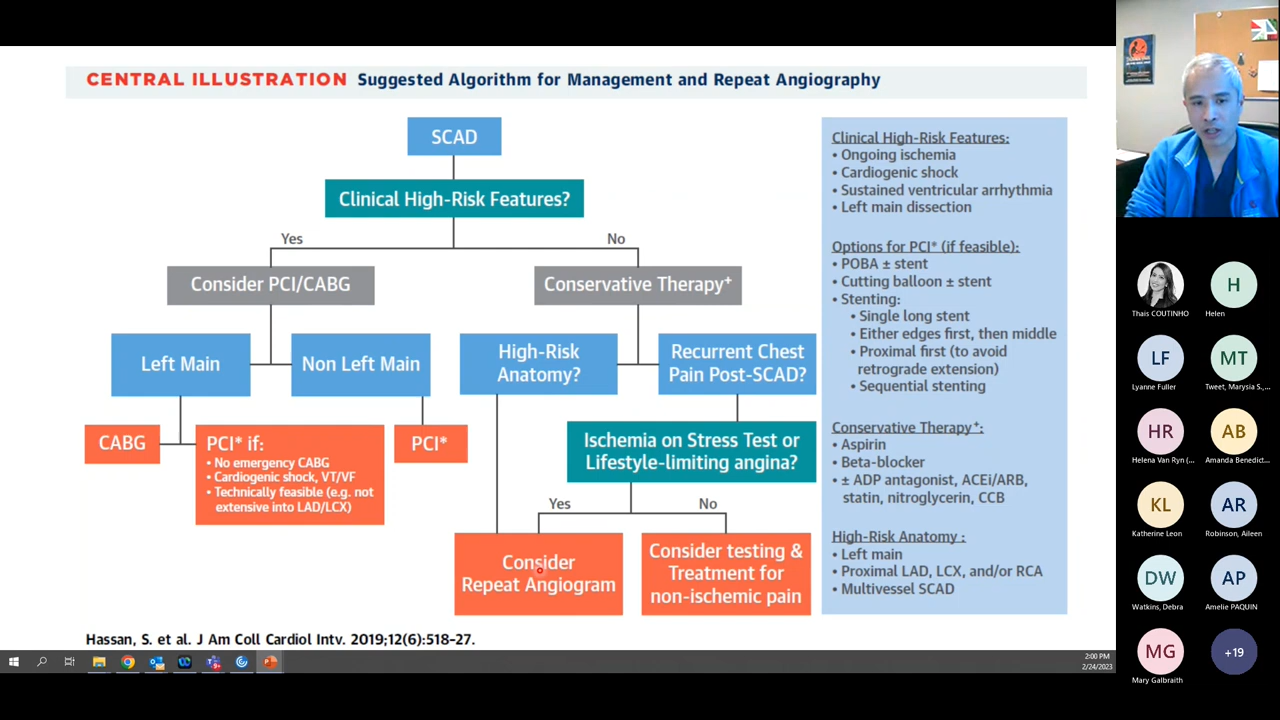 CENTRAL ILLUSTRATION Suggested Algorithm for Management and Repeat Angiography
SCAD
Clinical High-Risk Features?
Yes
No
Consider PCI/CABG
Conservative Therapy+
Left Main
Non Left Main
High-Risk
Anatomy?
Recurrent Chest
Pain Post-SCAD?
CABG
PCI* if:
• No emergency CABG
• Cardiogenic shock, VT/VF
• Technically feasible (e.g. not
extensive into LAD/LCX)
PCI*
Ischemia on Stress Test or
Lifestyle-limiting angina?
Yes
No
Consider
Repeat Angiogram
Consider testing &
Treatment for
non-ischemic pain
Clinical High-Risk Features:
• Ongoing ischemia
• Cardiogenic shock
• Sustained ventricular arrhythmia
• Left main dissection
Options for PCI* (if feasible):
• POBA ± stent
• Cutting balloon ± stent
• Stenting:
• Single long stent
• Either edges first, then middle
• Proximal first (to avoid
retrograde extension)
• Sequential stenting
Conservative Therapy+:
• Aspirin
• Beta-blocker
• ± ADP antagonist, ACEi/ARB,
statin, nitroglycerin, CCB
High-Risk Anatomy :
• Left main
• Proximal LAD, LCX, and/or RCA
• Multivessel SCAD
Hassan, S. et al. J Am Coll Cardiol Intv. 2019;12(6):518–27.
2:00 PM
2/24/2023
Thais COUTINHO
H
Helen
LF
Lyanne Fuller
MT
Tweet, Marysia S.,...
HR
Helena Van Ryn (...
AB
Amanda Benedict...
KL
Katherine Leon
AR
Robinson, Aileen
DW
Watkins, Debra
AP
Amelie PAQUIN
MG
Mary Galbraith
+19